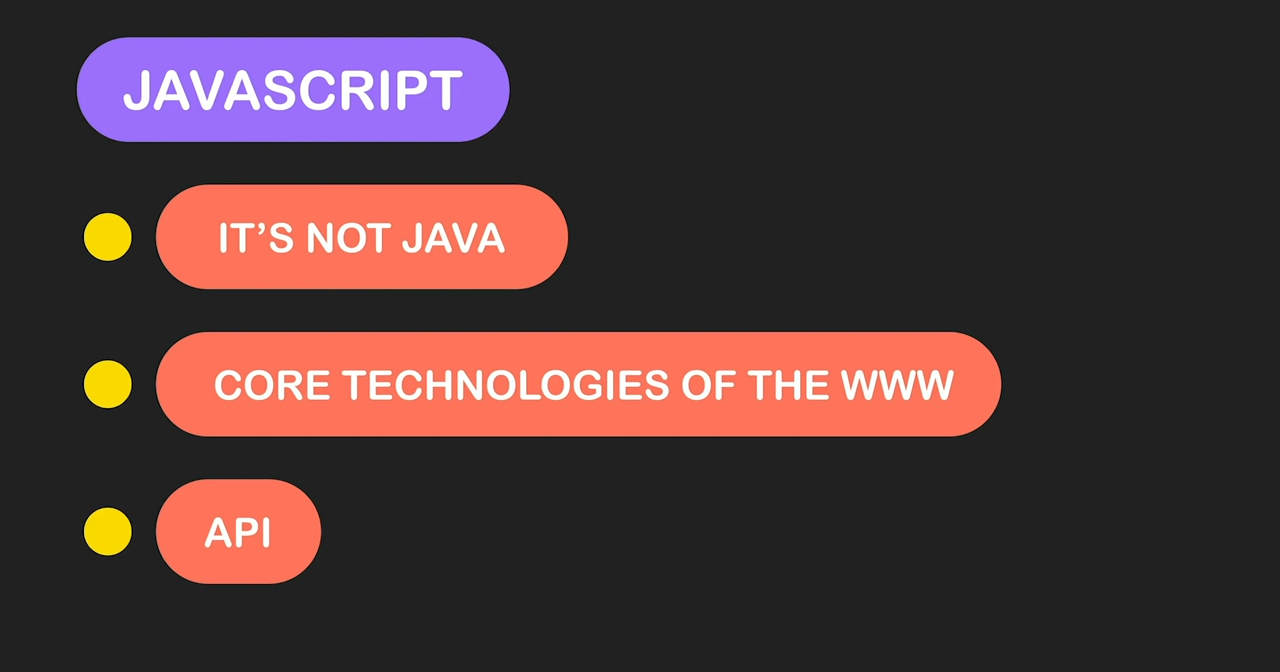 JAVASCRIPT
IT’S NOT JAVA
CORE TECHNOLOGIES OF THE WWW
API